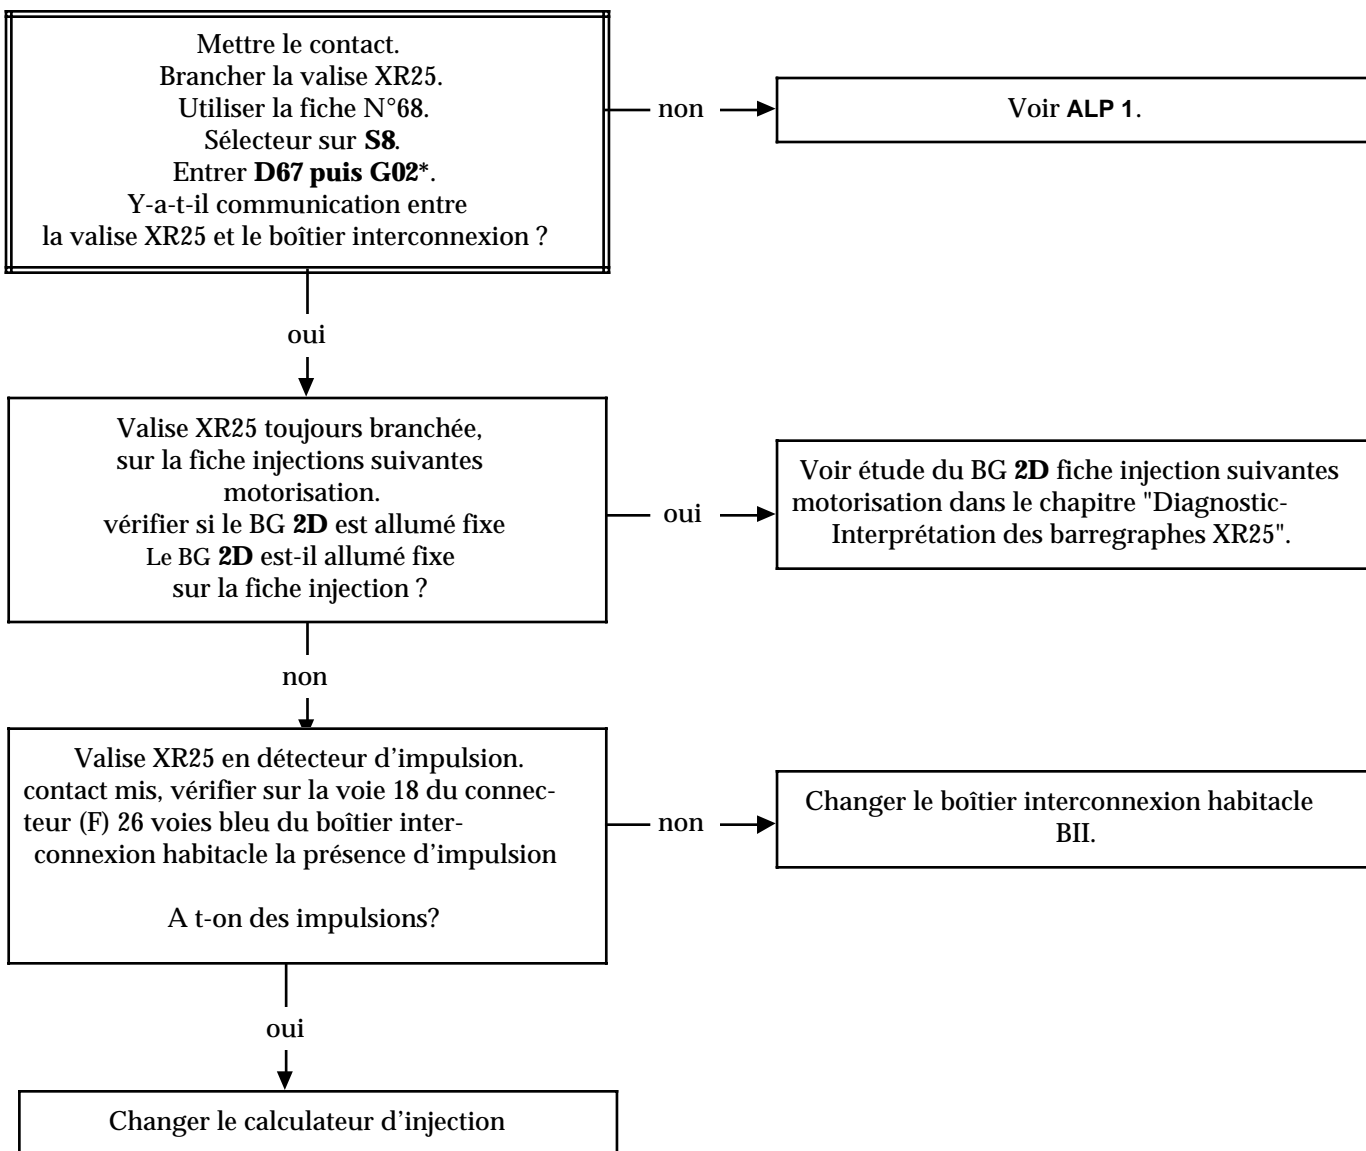 Mettre le contact.
Brancher la valise XR25.
Utiliser la fiche N°68.
Sélecteur sur S8.
Entrer D67 puis G02*.
Y-a-t-il communication entre
la valise XR25 et le boîtier interconnexion ?
non
Voir ALP 1.
oui
Valise XR25 toujours branchée,
sur la fiche injections suivantes
motorisation.
vérifier si le BG 2D est allumé fixe
Le BG 2D est-il allumé fixe
sur la fiche injection ?
oui
Voir étude du BG 2D fiche injection suivantes
motorisation dans le chapitre "Diagnostic-
Interprétation des barregraphes XR25".
non
Valise XR25 en détecteur d'impulsion.
contact mis, vérifier sur la voie 18 du connec-
teur (F) 26 voies bleu du boîtier inter-
connexion habitacle la présence d'impulsion
A t-on des impulsions?
non
Changer le boîtier interconnexion habitacle
BII.
oui
Changer le calculateur d'injection